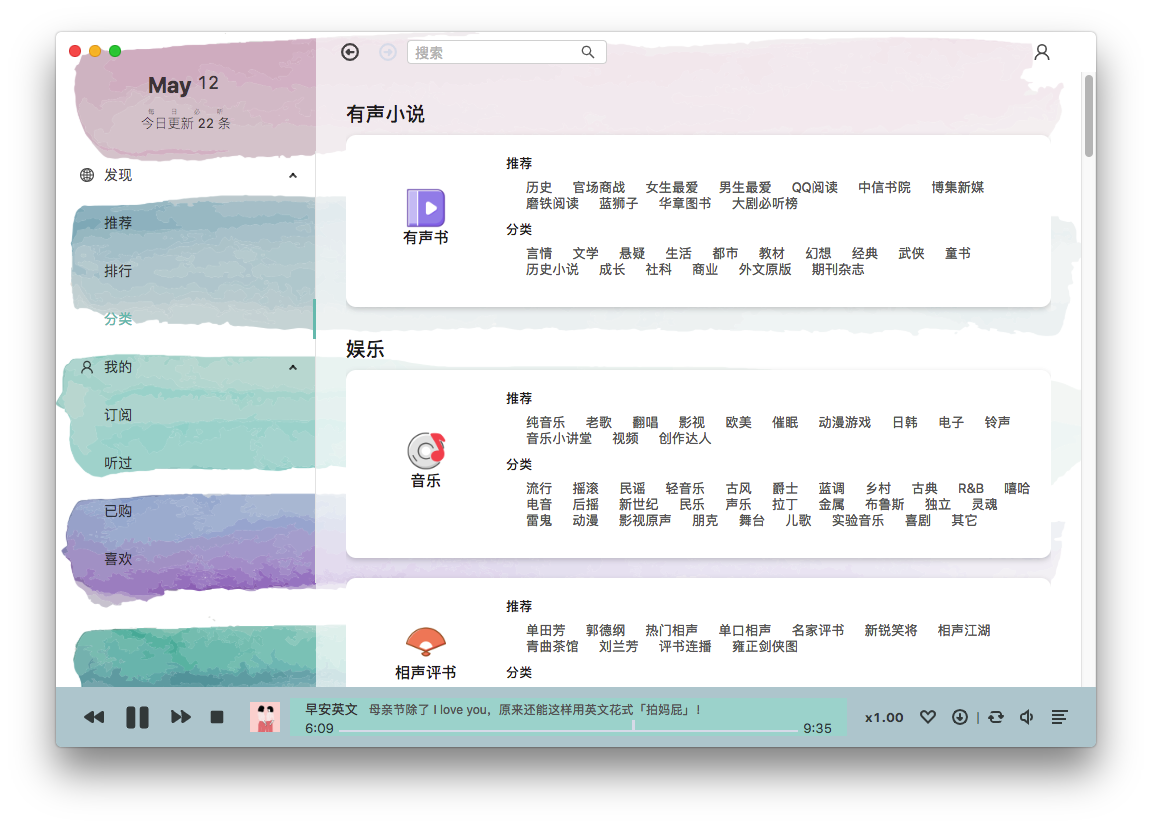 搜索
May 12
每 日 必 听
今日更新 22 条
发现
推荐
排行
分类
我的
订阅
听过
已购
喜欢
有声小说
有声书
推荐
历史 官场商战 女生最爱 男生最爱 QQ阅读 中信书院 博集新媒
磨铁阅读 蓝狮子 华章图书 大剧必听榜
分类
言情 文学 悬疑 生活 都市 教材 幻想 经典 武侠 童书
历史小说 成长 社科 商业 外文原版 期刊杂志
娱乐
音乐
推荐
纯音乐 老歌 翻唱 影视 欧美 催眠 动漫游戏 日韩 电子 铃声
音乐小讲堂 视频 创作达人
分类
流行 摇滚 民谣 轻音乐 古风 爵士 蓝调 乡村 古典 R&B 嘻哈
电音 后摇 新世纪 民乐 声乐 拉丁 金属 布鲁斯 独立 灵魂
雷鬼 动漫 影视原声 朋克 舞台 儿歌 实验音乐 喜剧 其它
相声评书
推荐
单田芳 郭德纲 热门相声 单口相声 名家评书 新锐笑将 相声江湖
青曲茶馆 刘兰芳 评书连播 雍正剑侠图
分类
早安英文 母亲节除了 I love you，原来还能这样用英文花式「拍妈屁」!
6:09 9:35
x1.00